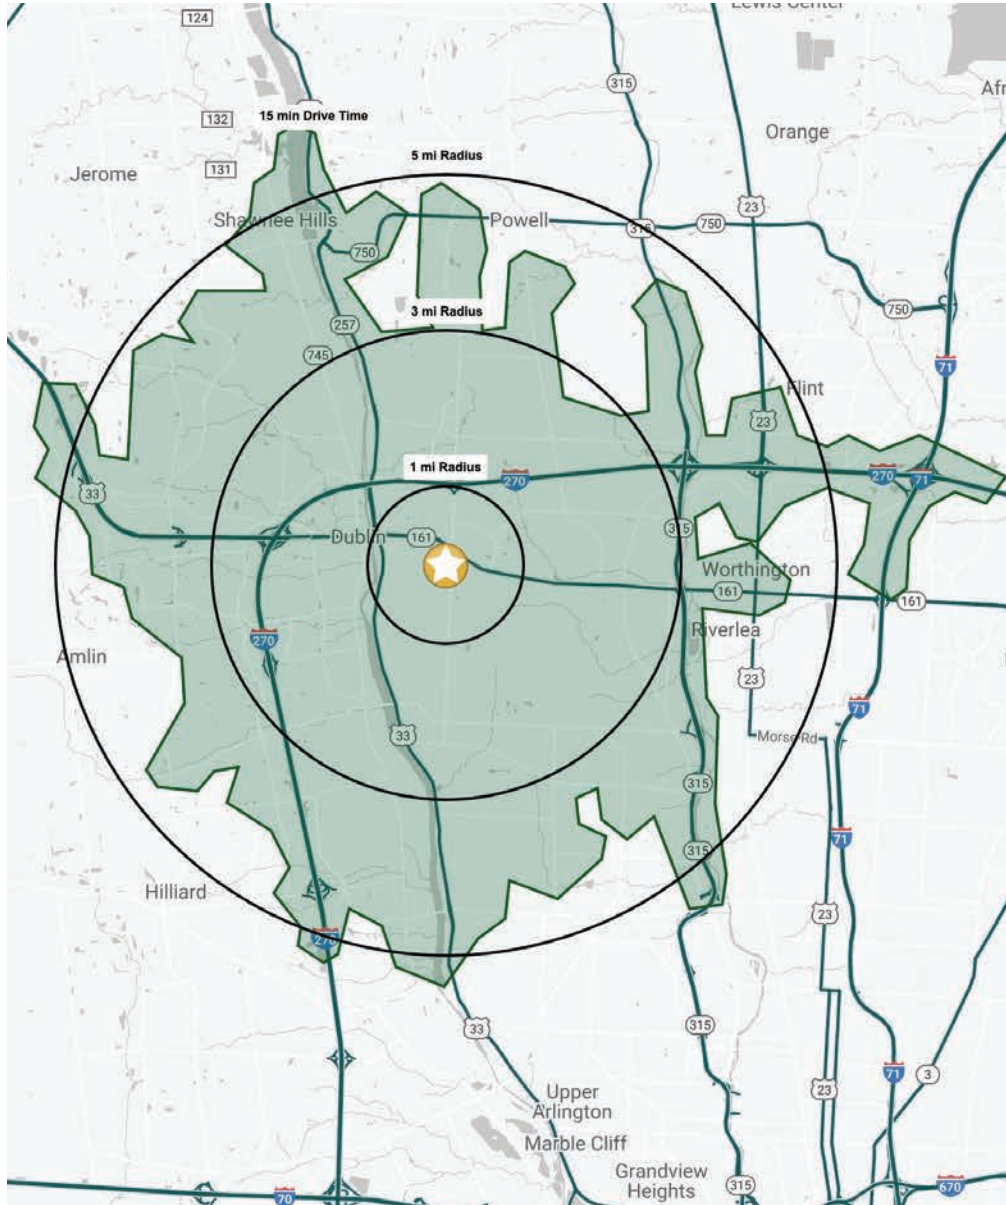 Lewis Center
124
315
15 min Drive Time
132
Orange
Afr
5 mi Radius
131
Jerome
23
Shawnee Hills
Powell
315
750
750
750
3 mi Radius
257
745
71
Flint
23
1 mi Radius
270
270
71
33
315
Dublin
161
Worthington
161
161
Riverlea
270
Amlin
23
71
33
Morse Rd
315
71
315
Hilliard
23
270
33
315
71
3
Upper
Arlington
23
Marble Cliff
Grandview
Heights
70
315
670